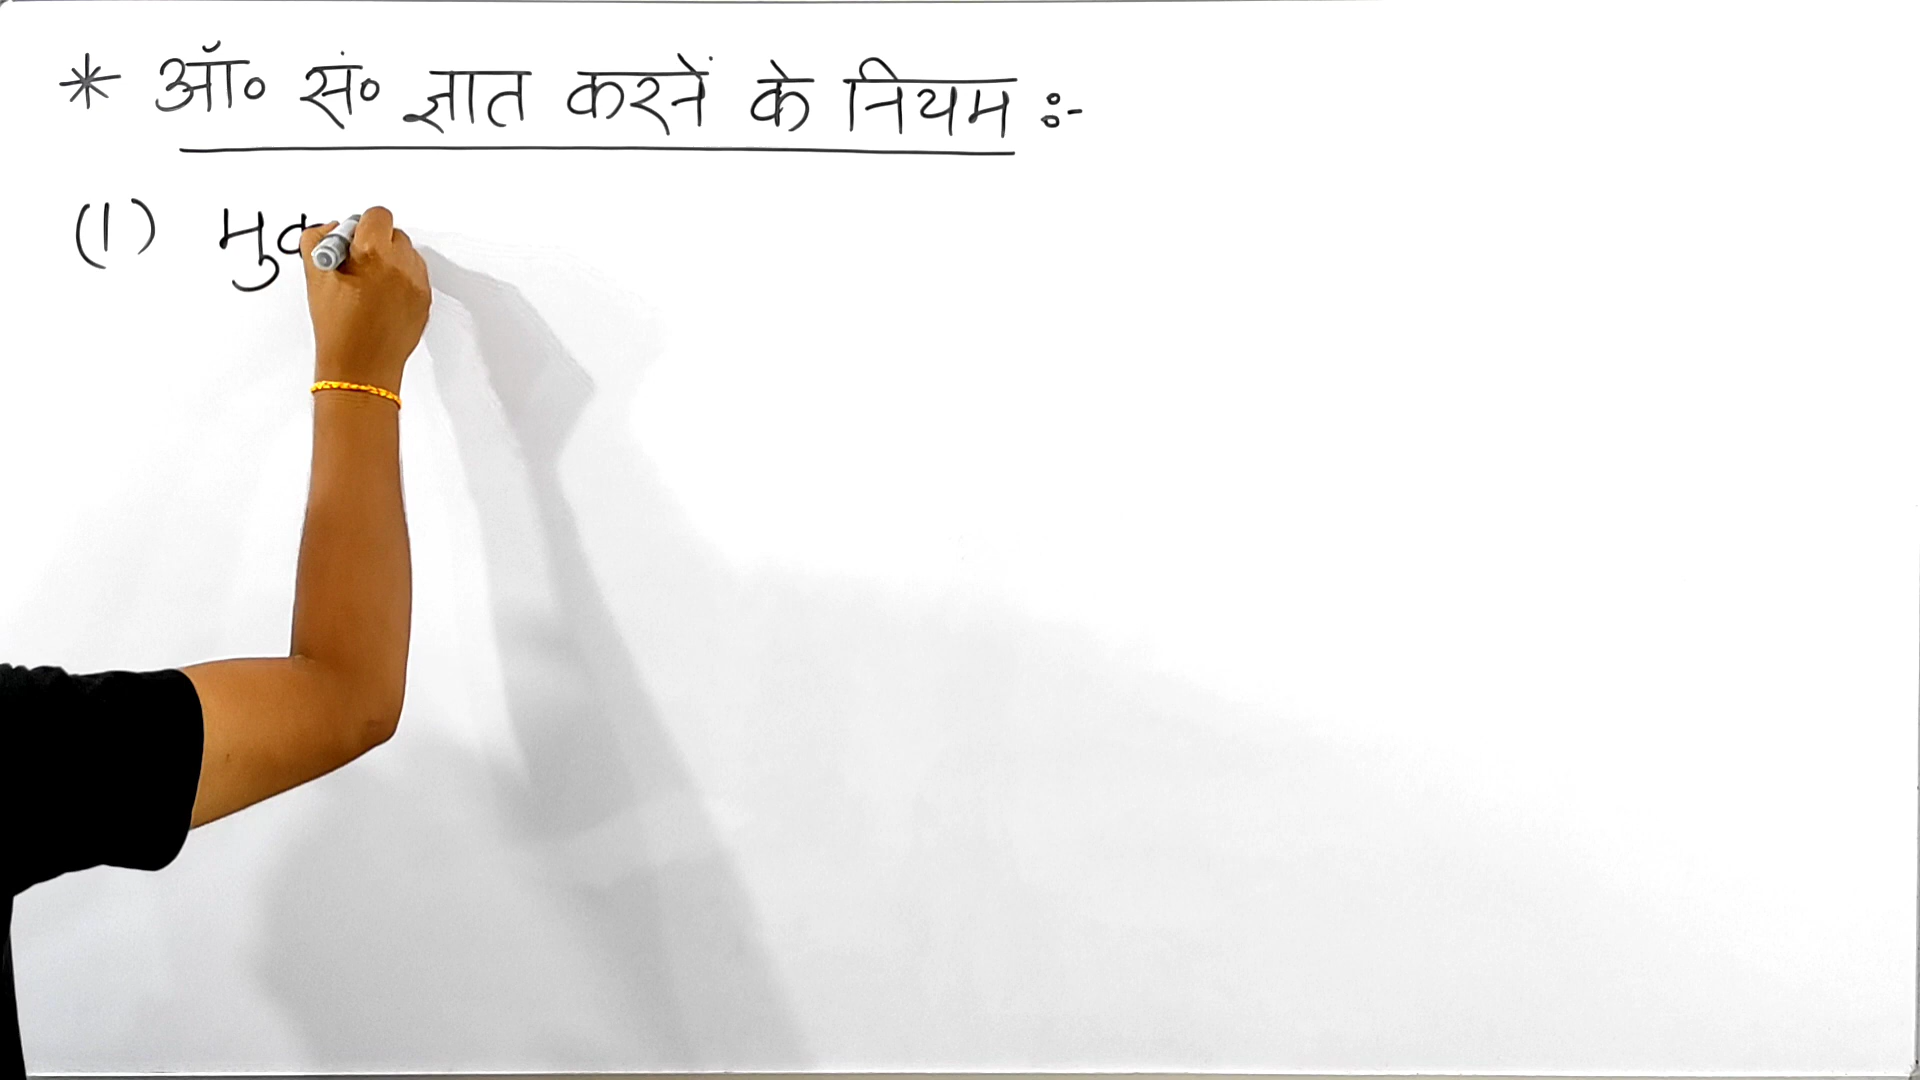 * ऑ० सं० ज्ञात करनें के नियम :-
(1)